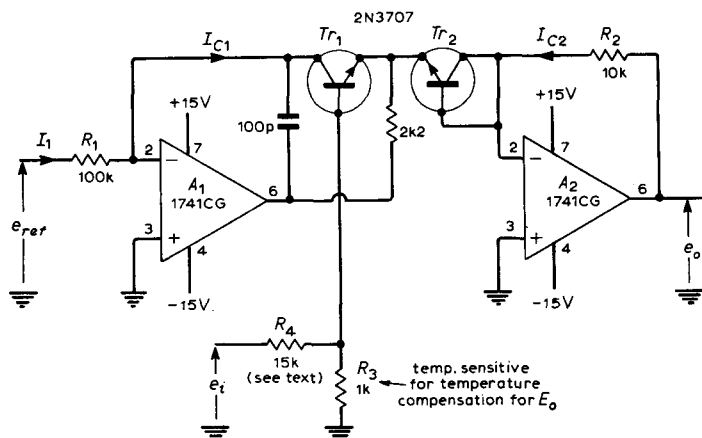 2N3707
I_C1
Tr_1
Tr_2
I_C2
R_2
10k
+15V
100p
2k2
+15V
I_1
R_1
100k
2
−
7
A_1
1741CG
6
3
+
4
−15V
e_ref
2
−
7
A_2
1741CG
6
3
+
4
−15V
e_o
R_4
15k
(see text)
e_i
R_3
1k
temp. sensitive
for temperature
compensation for E_o